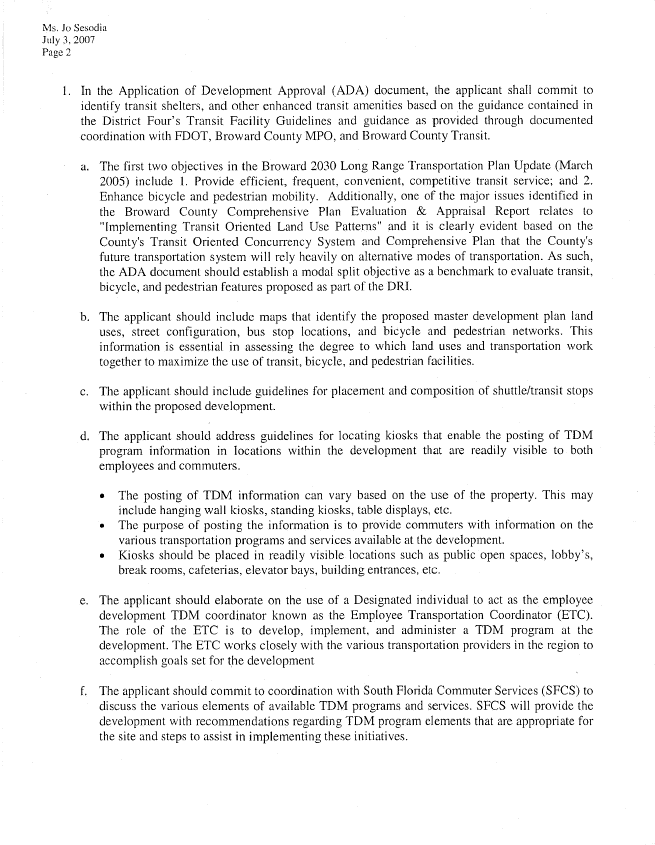 Ms. Jo Sesodia
July 3, 2007
Page 2
1. In the Application of Development Approval (ADA) document, the applicant shall commit to
identify transit shelters, and other enhanced transit amenities based on the guidance contained in
the District Four's Transit Facility Guidelines and guidance as provided through documented
coordination with FDOT, Broward County MPO, and Broward County Transit.
a. The first two objectives in the Broward 2030 Long Range Transportation Plan Update (March
2005) include 1. Provide efficient, frequent, convenient, competitive transit service; and 2.
Enhance bicycle and pedestrian mobility. Additionally, one of the major issues identified in
the Broward County Comprehensive Plan Evaluation & Appraisal Report relates to
"Implementing Transit Oriented Land Use Patterns" and it is clearly evident based on the
County's Transit Oriented Concurrency System and Comprehensive Plan that the County's
future transportation system will rely heavily on alternative modes of transportation. As such,
the ADA document should establish a modal split objective as a benchmark to evaluate transit,
bicycle, and pedestrian features proposed as part of the DRI.
b. The applicant should include maps that identify the proposed master development plan land
uses, street configuration, bus stop locations, and bicycle and pedestrian networks. This
information is essential in assessing the degree to which land uses and transportation work
together to maximize the use of transit, bicycle, and pedestrian facilities.
c. The applicant should include guidelines for placement and composition of shuttle/transit stops
within the proposed development.
d. The applicant should address guidelines for locating kiosks that enable the posting of TDM
program information in locations within the development that are readily visible to both
employees and commuters.
• The posting of TDM information can vary based on the use of the property. This may
include hanging wall kiosks, standing kiosks, table displays, etc.
• The purpose of posting the information is to provide commuters with information on the
various transportation programs and services available at the development.
• Kiosks should be placed in readily visible locations such as public open spaces, lobby's,
break rooms, cafeterias, elevator bays, building entrances, etc.
e. The applicant should elaborate on the use of a Designated individual to act as the employee
development TDM coordinator known as the Employee Transportation Coordinator (ETC).
The role of the ETC is to develop, implement, and administer a TDM program at the
development. The ETC works closely with the various transportation providers in the region to
accomplish goals set for the development
f. The applicant should commit to coordination with South Florida Commuter Services (SFCS) to
discuss the various elements of available TDM programs and services. SFCS will provide the
development with recommendations regarding TDM program elements that are appropriate for
the site and steps to assist in implementing these initiatives.